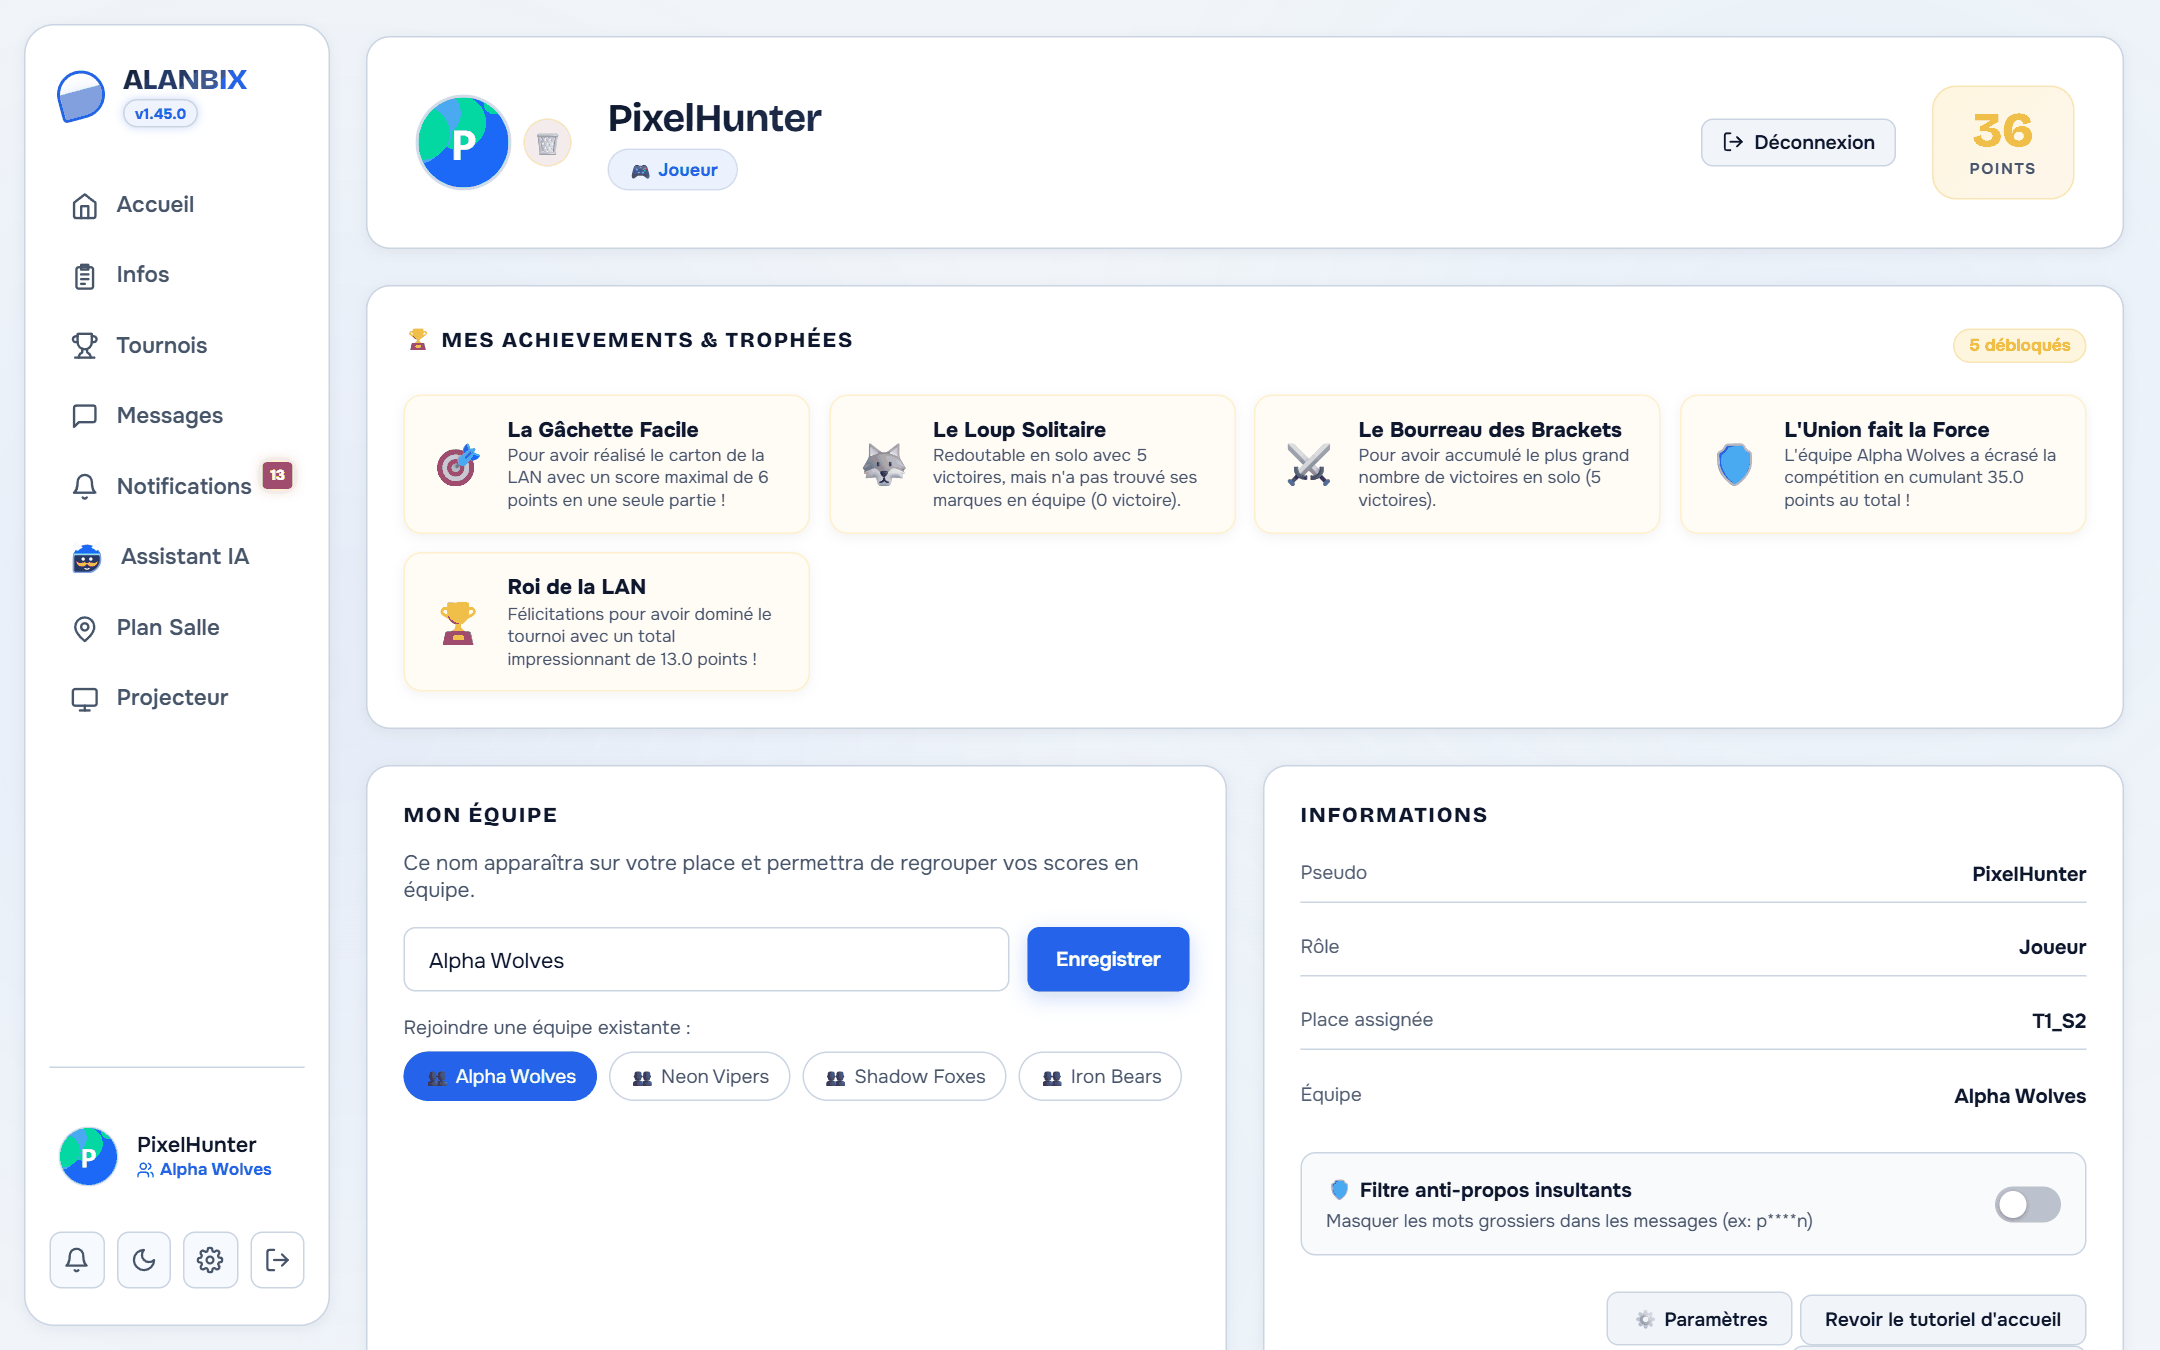 ALANBIX
v1.45.0
Accueil
Infos
Tournois
Messages
Notifications
13
Assistant IA
Plan Salle
Projecteur
P
PixelHunter
Alpha Wolves
P
PixelHunter
Joueur
Déconnexion
36
POINTS
MES ACHIEVEMENTS & TROPHÉES
5 débloqués
La Gâchette Facile
Pour avoir réalisé le carton de la
LAN avec un score maximal de 6
points en une seule partie !
Le Loup Solitaire
Redoutable en solo avec 5
victoires, mais n'a pas trouvé ses
marques en équipe (0 victoire).
Le Bourreau des Brackets
Pour avoir accumulé le plus grand
nombre de victoires en solo (5
victoires).
L'Union fait la Force
L'équipe Alpha Wolves a écrasé la
compétition en cumulant 35.0
points au total !
Roi de la LAN
Félicitations pour avoir dominé le
tournoi avec un total
impressionnant de 13.0 points !
MON ÉQUIPE
Ce nom apparaîtra sur votre place et permettra de regrouper vos scores en
équipe.
Alpha Wolves
Enregistrer
Rejoindre une équipe existante :
Alpha Wolves
Neon Vipers
Shadow Foxes
Iron Bears
INFORMATIONS
Pseudo
PixelHunter
Rôle
Joueur
Place assignée
T1_S2
Équipe
Alpha Wolves
Filtre anti-propos insultants
Masquer les mots grossiers dans les messages (ex: p****n)
Paramètres
Revoir le tutoriel d'accueil